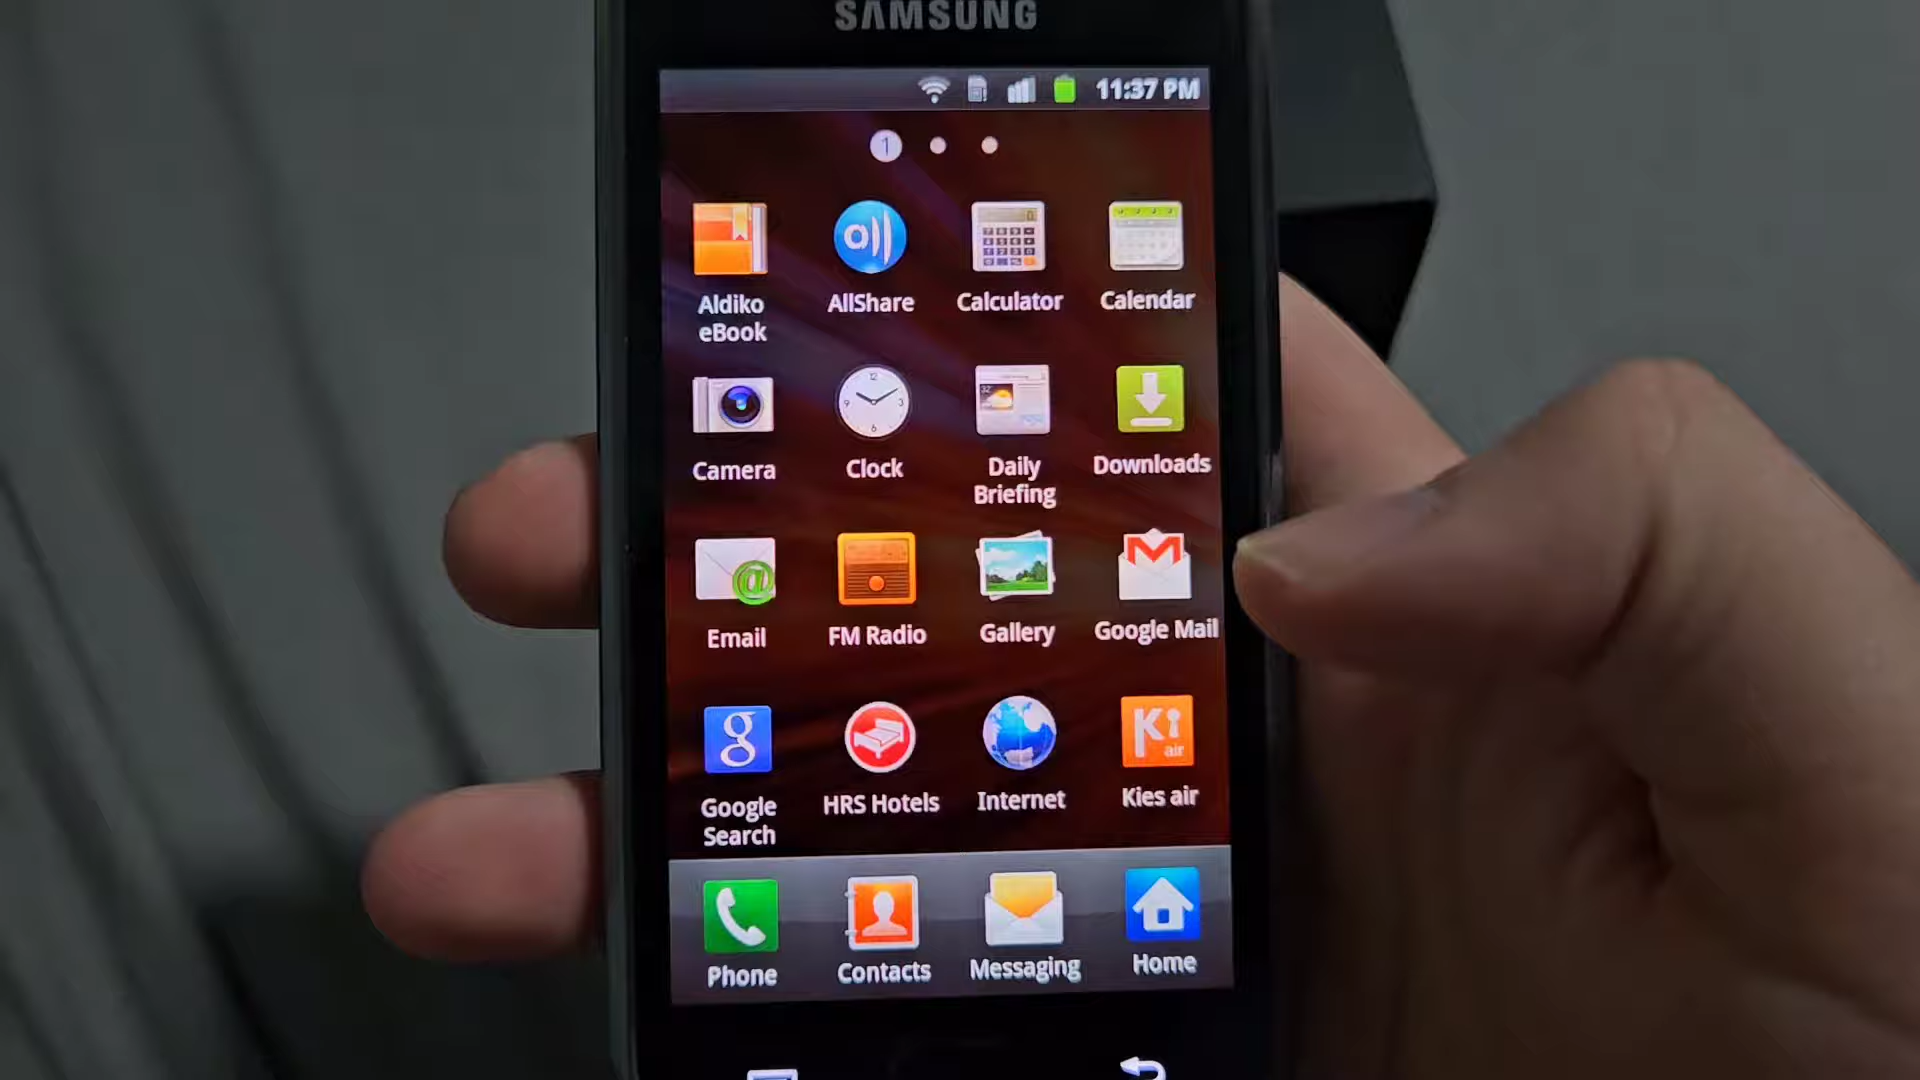 SAMSUNG
11:37 PM
1
Aldiko
eBook
AllShare
Calculator
Calendar
Camera
Clock
Daily
Briefing
Downloads
Email
FM Radio
Gallery
Google Mail
Google
Search
HRS Hotels
Internet
Kies air
Phone
Contacts
Messaging
Home